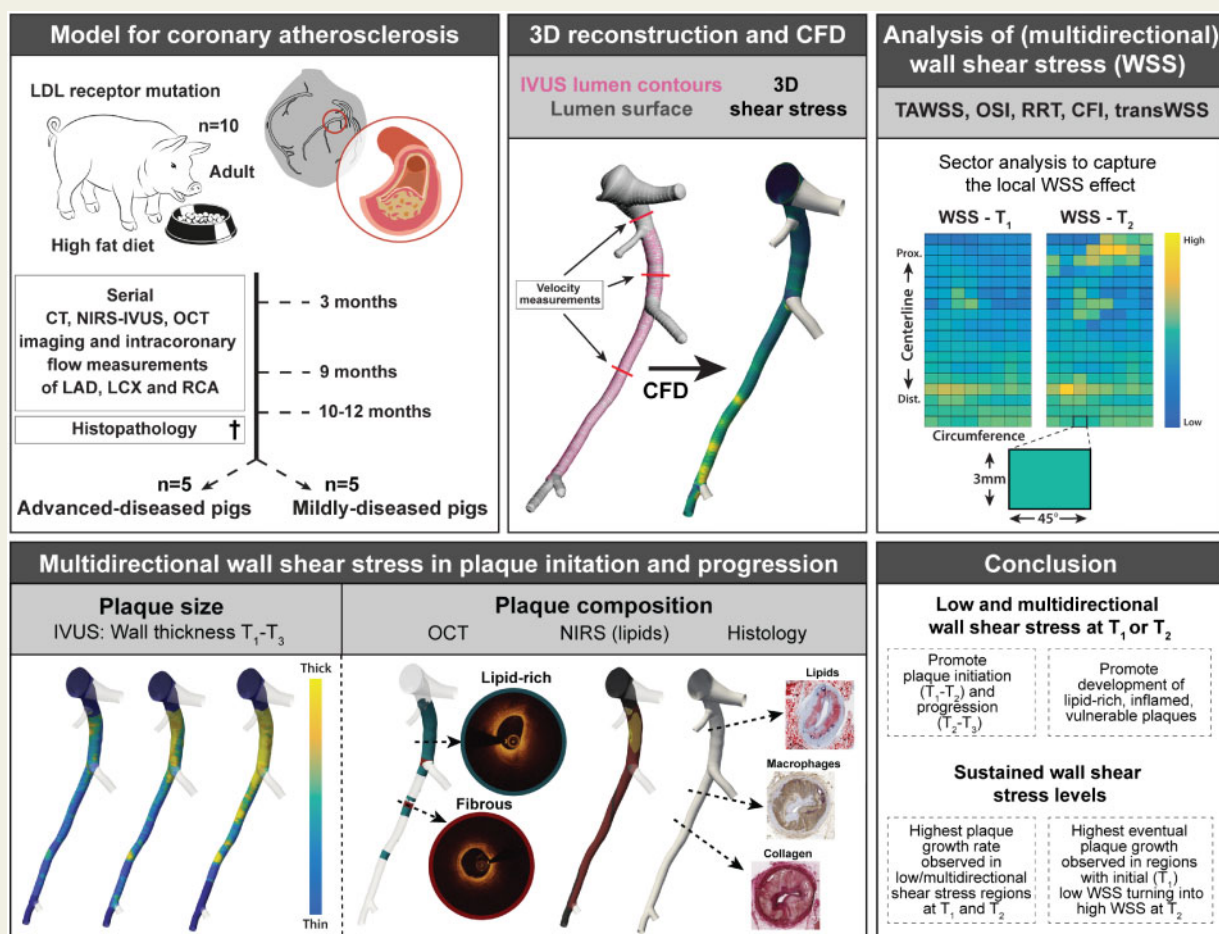 Model for coronary atherosclerosis
LDL receptor mutation
n=10
Adult
High fat diet
Serial
CT, NIRS-IVUS, OCT
imaging and intracoronary
flow measurements
of LAD, LCX and RCA
Histopathology †
3 months
9 months
10-12 months
n=5
n=5
Advanced-diseased pigs
Mildly-diseased pigs
3D reconstruction and CFD
IVUS lumen contours
Lumen surface
3D
shear stress
Velocity
measurements
CFD
Analysis of (multidirectional)
wall shear stress (WSS)
TAWSS, OSI, RRT, CFI, transWSS
Sector analysis to capture
the local WSS effect
WSS - T1
WSS - T2
High
Low
Prox.
Centerline
Dist.
Circumference
3mm
45°
Multidirectional wall shear stress in plaque initation and progression
Plaque size
IVUS: Wall thickness T1-T3
Thick
Thin
Plaque composition
OCT
NIRS (lipids)
Histology
Lipid-rich
Fibrous
Lipids
Macrophages
Collagen
Conclusion
Low and multidirectional
wall shear stress at T1 or T2
Promote
plaque initiation
(T1-T2) and
progression
(T2-T3)
Promote
development of
lipid-rich, inflamed,
vulnerable plaques
Sustained wall shear
stress levels
Highest plaque
growth rate
observed in
low/multidirectional
shear stress regions
at T1 and T2
Highest eventual
plaque growth
observed in regions
with initial (T1)
low WSS turning into
high WSS at T2